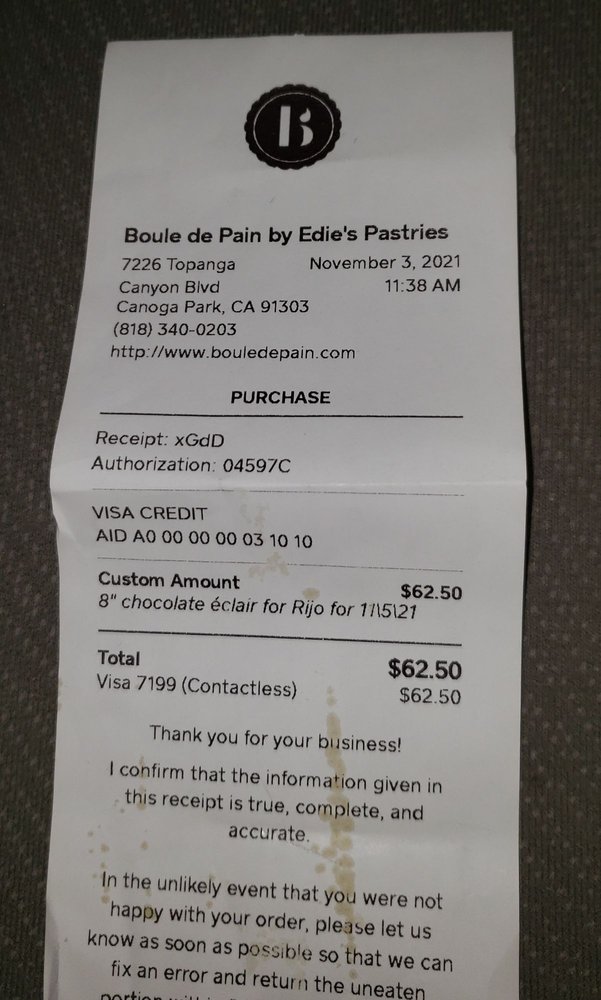 B
Boule de Pain by Edie's Pastries
7226 Topanga November 3, 2021
Canyon Blvd 11:38 AM
Canoga Park, CA 91303
(818) 340-0203
http://www.bouledepain.com
PURCHASE
Receipt: xGdD
Authorization: 04597C
VISA CREDIT
AID A0 00 00 00 03 10 10
Custom Amount $62.50
8" chocolate éclair for Rijo for 11\5\21
Total $62.50
Visa 7199 (Contactless) $62.50
Thank you for your business!
I confirm that the information given in
this receipt is true, complete, and
accurate.
In the unlikely event that you were not
happy with your order, please let us
know as soon as possible so that we can
fix an error and return the uneaten
portion